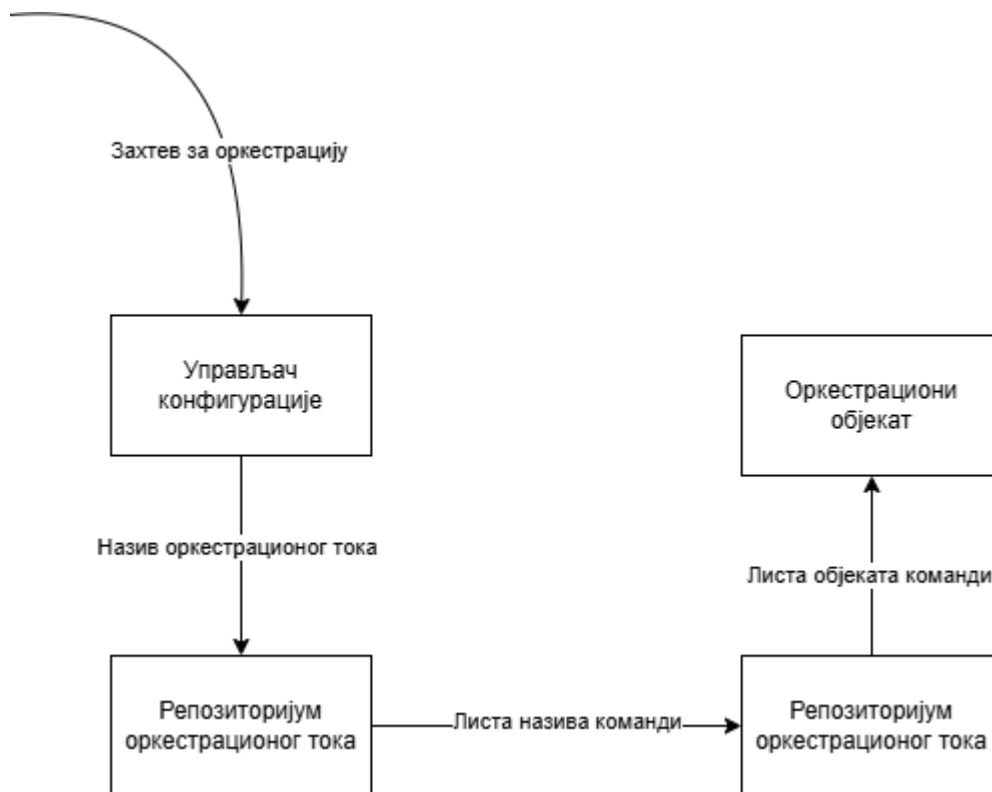 Захтев за оркестрацију
Управљач
конфигурације
Оркестрациони
објекат
Назив оркестрационог тока
Листа објеката команди
Репозиторијум
оркестрационог тока
Листа назива команди
Репозиторијум
оркестрационог тока